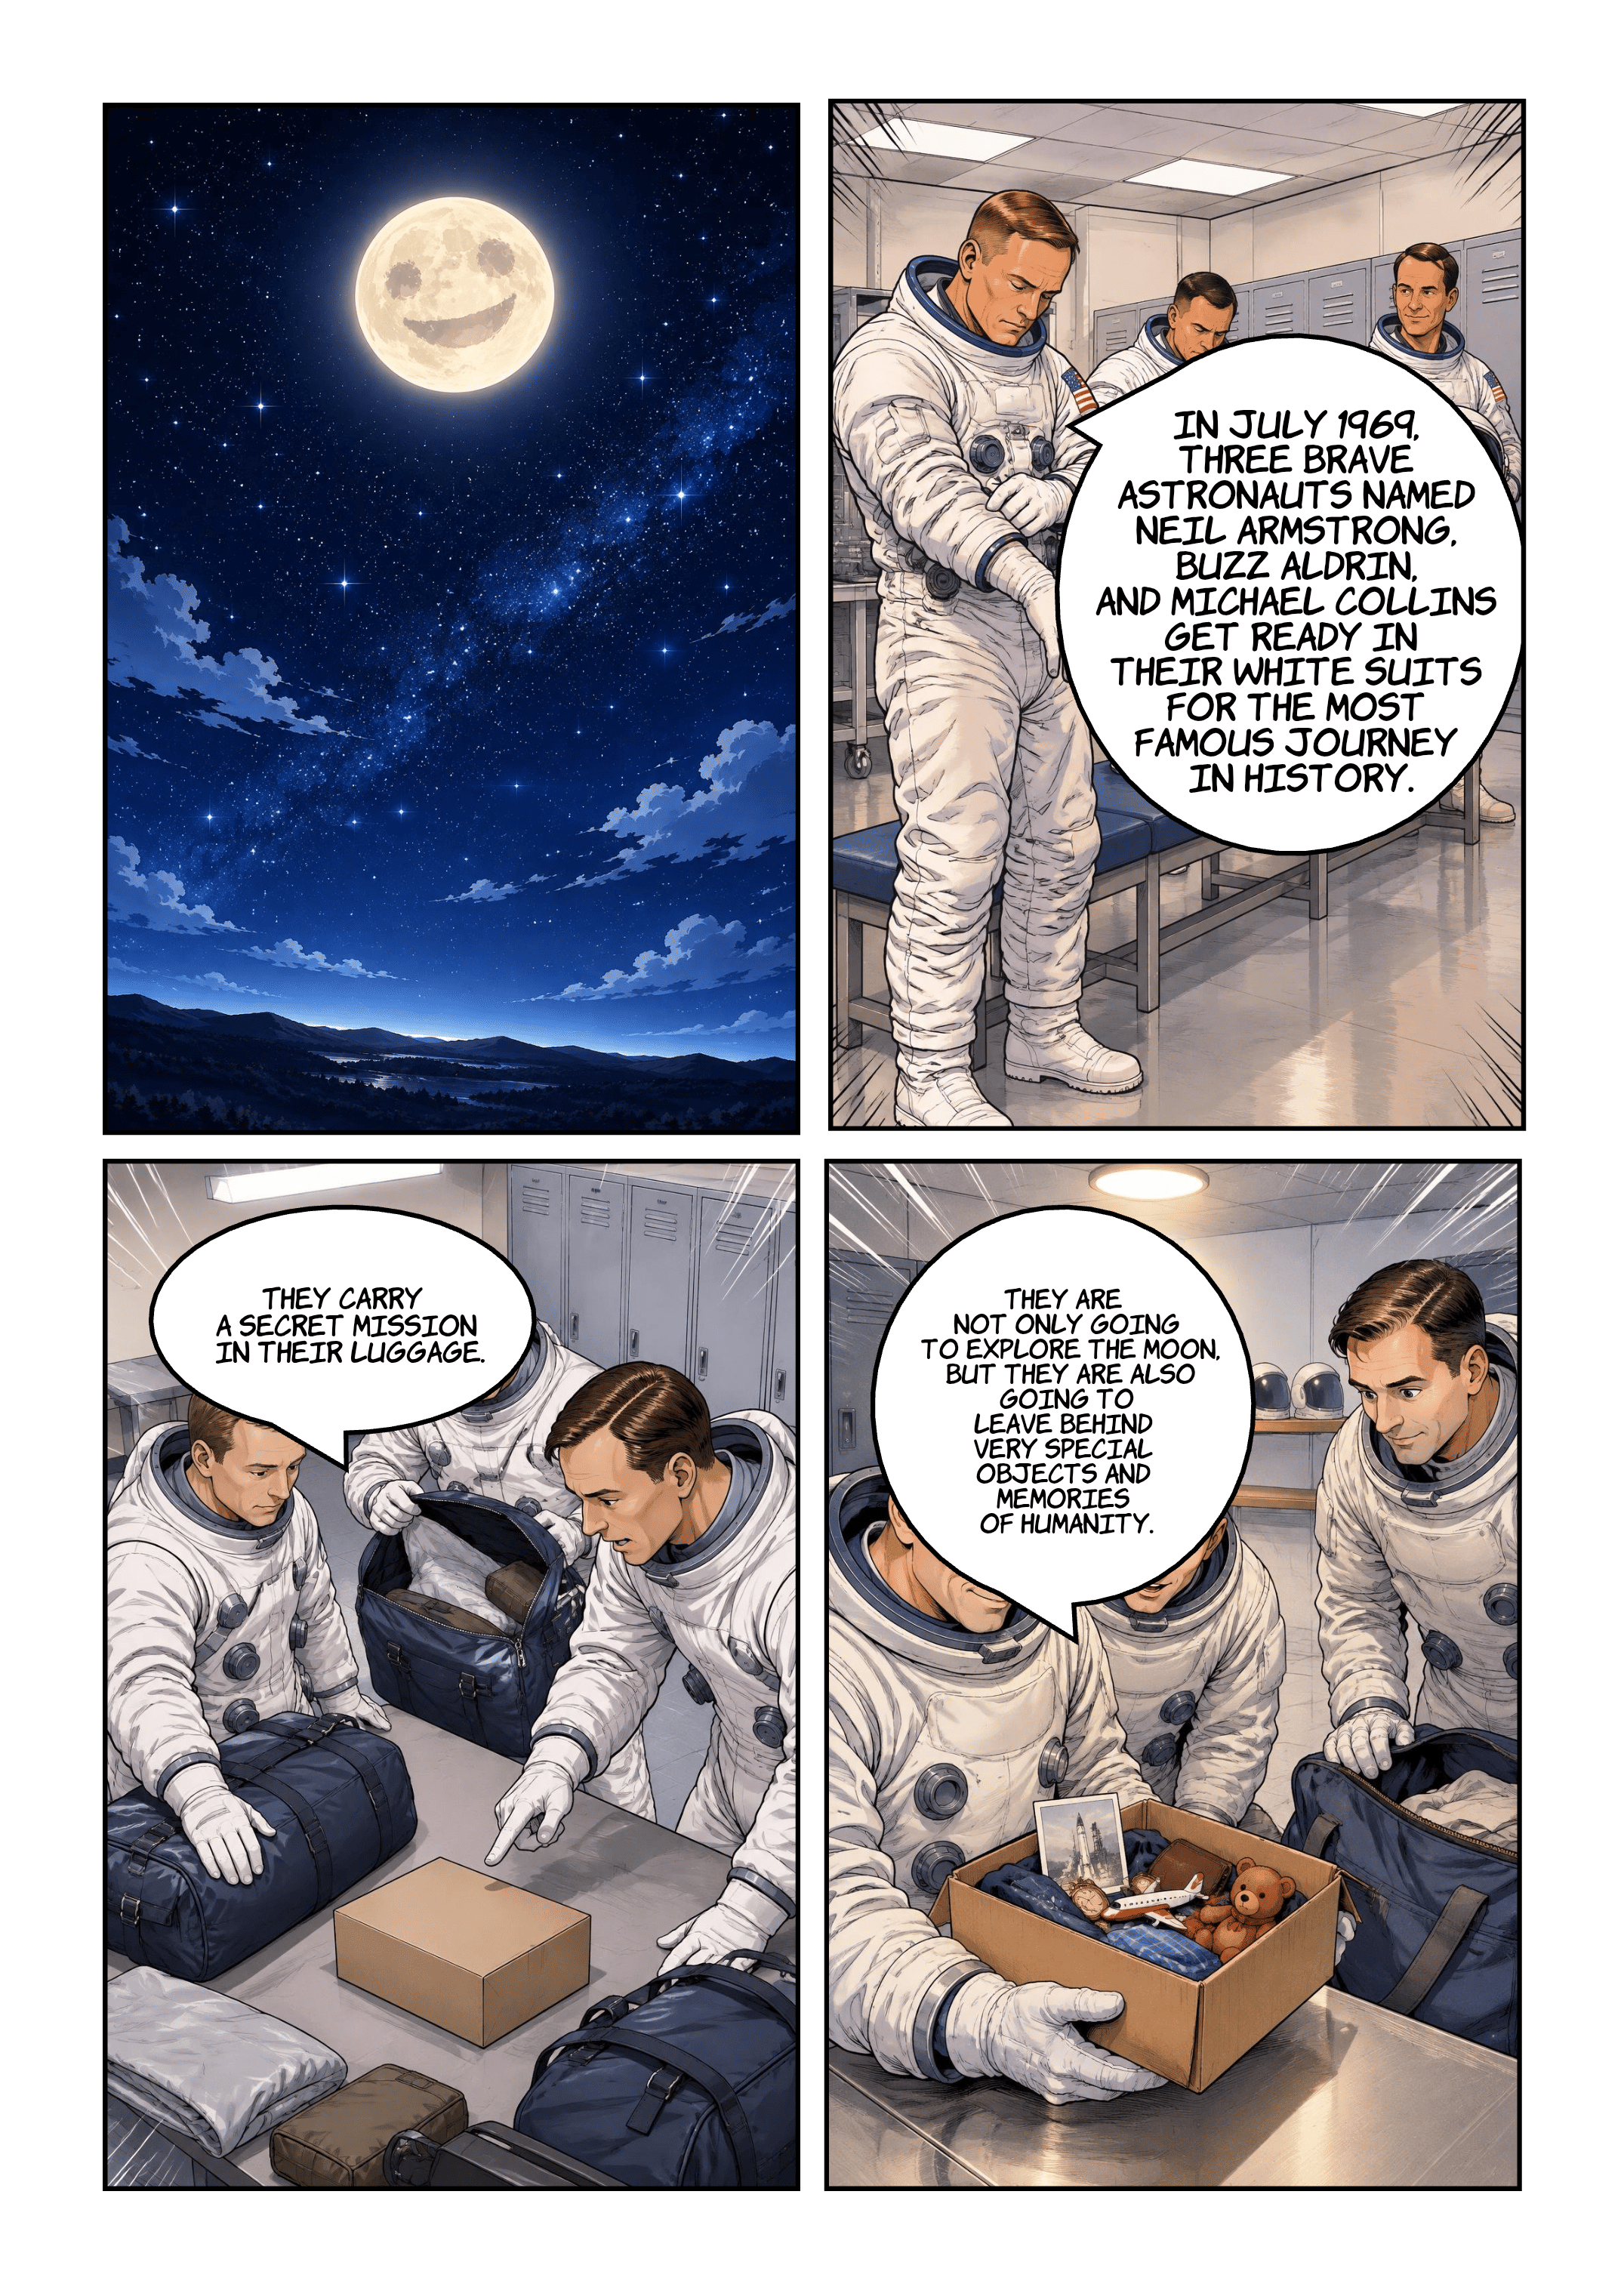 IN JULY 1969,
THREE BRAVE
ASTRONAUTS NAMED
NEIL ARMSTRONG,
BUZZ ALDRIN,
AND MICHAEL COLLINS
GET READY IN
THEIR WHITE SUITS
FOR THE MOST
FAMOUS JOURNEY
IN HISTORY.
THEY CARRY
A SECRET MISSION
IN THEIR LUGGAGE.
THEY ARE
NOT ONLY GOING
TO EXPLORE THE MOON,
BUT THEY ARE ALSO
GOING TO
LEAVE BEHIND
VERY SPECIAL
OBJECTS AND
MEMORIES
OF HUMANITY.